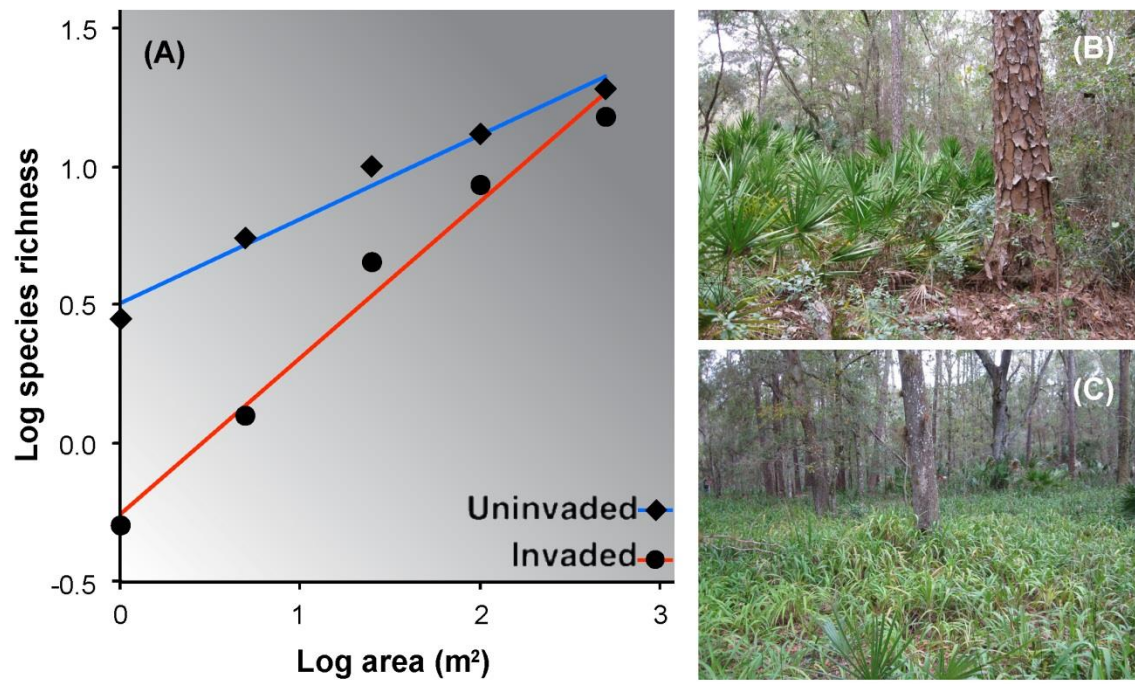 (A)
1.5
1.0
0.5
0.0
-0.5
Log species richness
0
1
2
3
Log area (m²)
Uninvaded
Invaded
(B)
(C)